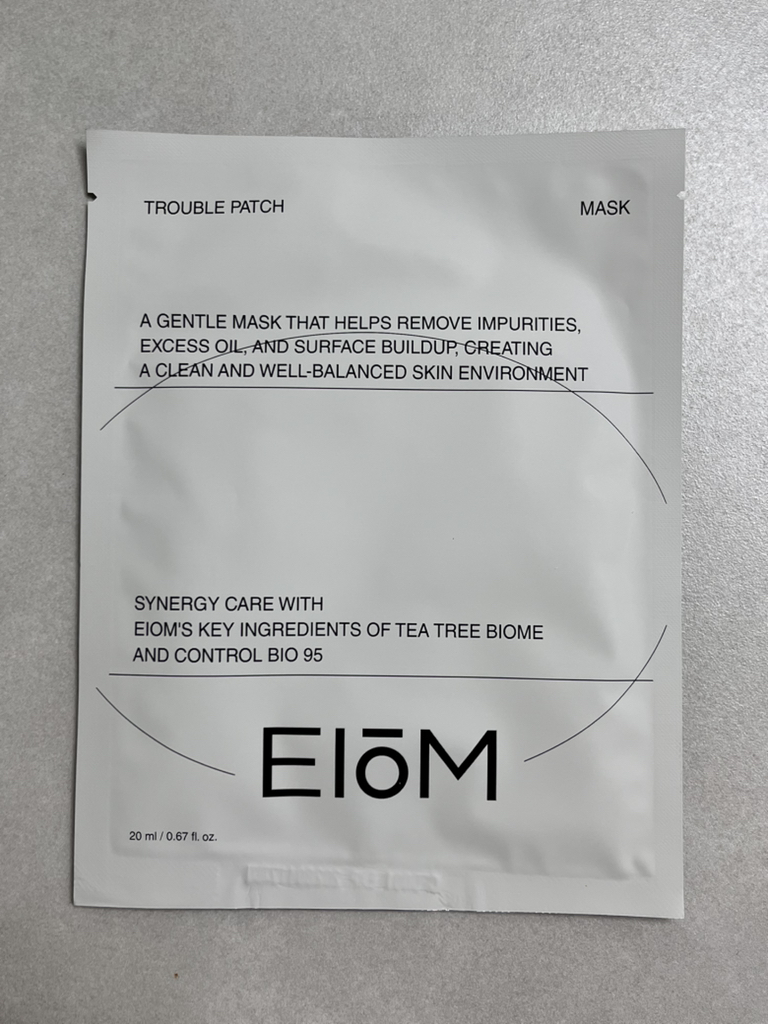 TROUBLE PATCH MASK
A GENTLE MASK THAT HELPS REMOVE IMPURITIES,
EXCESS OIL, AND SURFACE BUILDUP, CREATING
A CLEAN AND WELL-BALANCED SKIN ENVIRONMENT
SYNERGY CARE WITH
EIOM'S KEY INGREDIENTS OF TEA TREE BIOME
AND CONTROL BIO 95
EIōM
20 ml / 0.67 fl. oz.